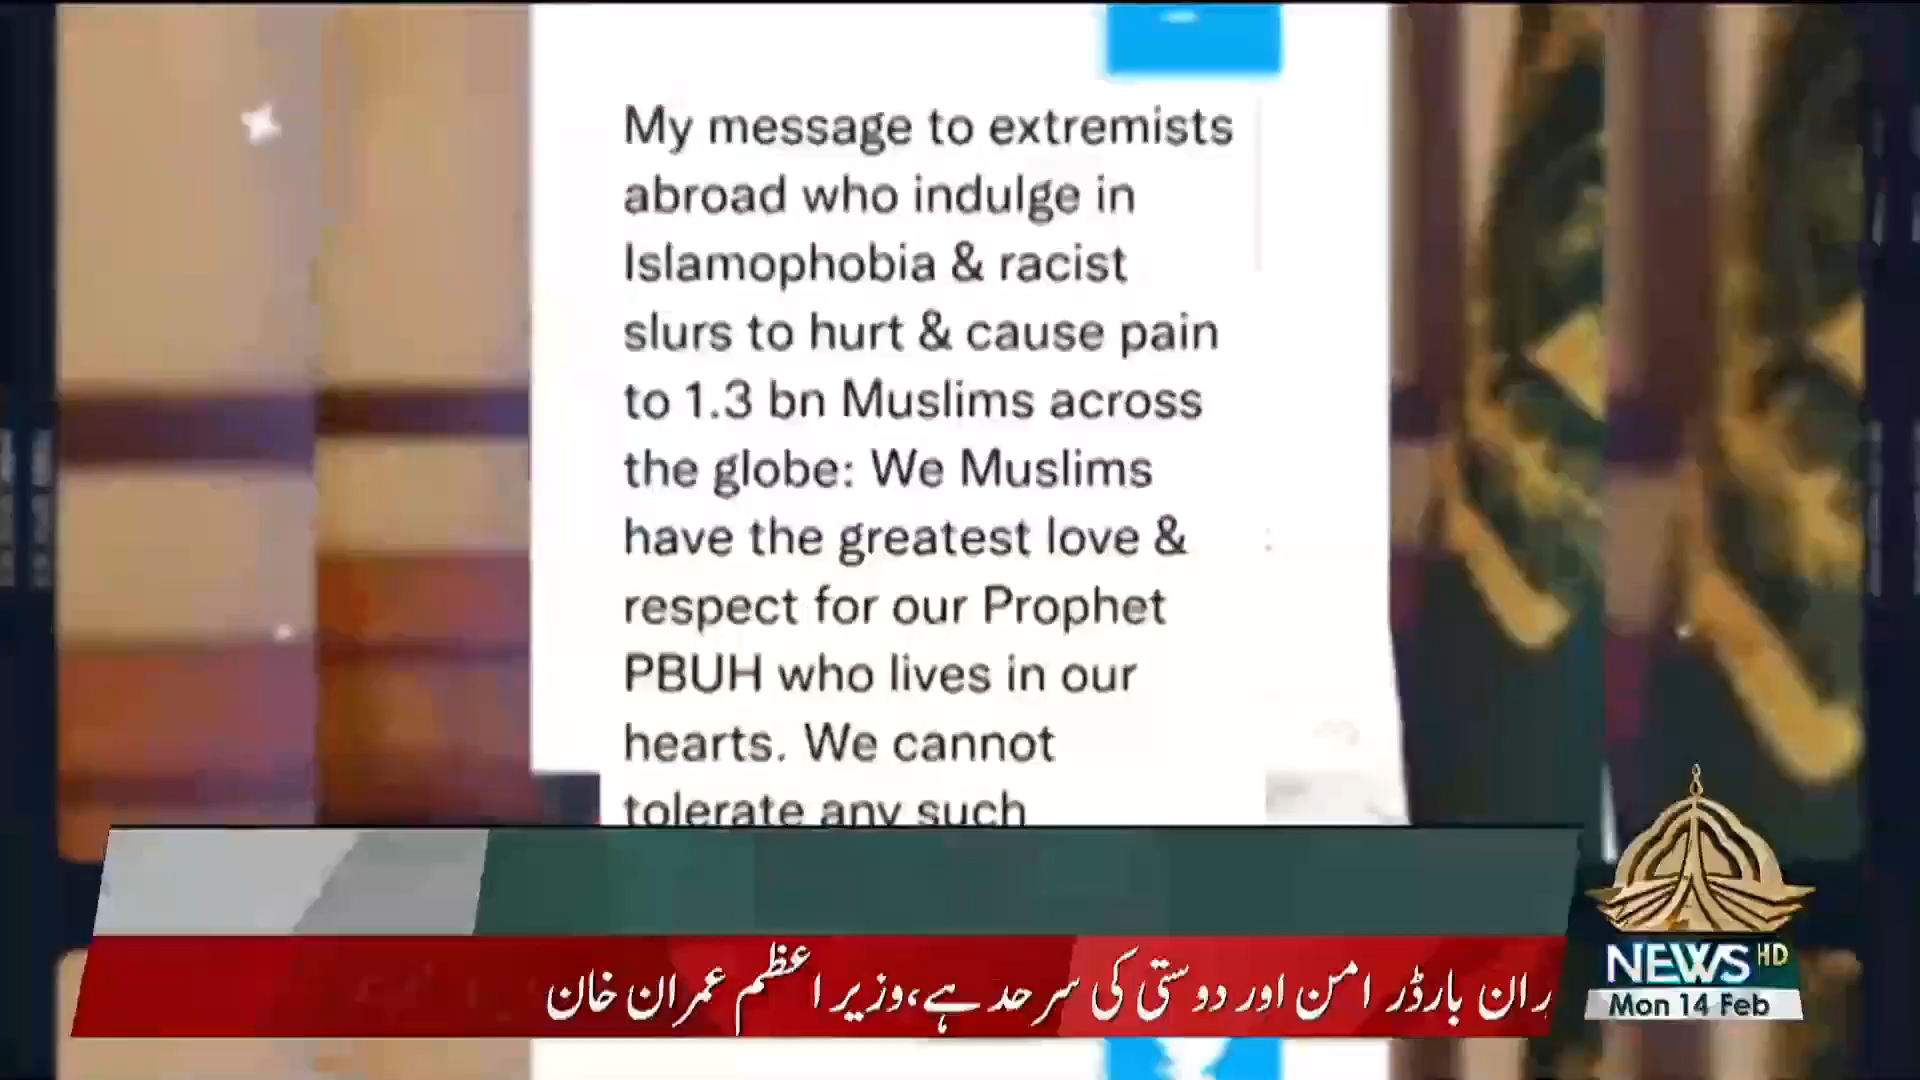 My message to extremists
abroad who indulge in
Islamophobia & racist
slurs to hurt & cause pain
to 1.3 bn Muslims across
the globe: We Muslims
have the greatest love &
respect for our Prophet
PBUH who lives in our
hearts. We cannot
tolerate any such
ران بارڈر امن اور دوستی کی سرحد ہے،وزیراعظم عمران خان
NEWS HD
Mon 14 Feb